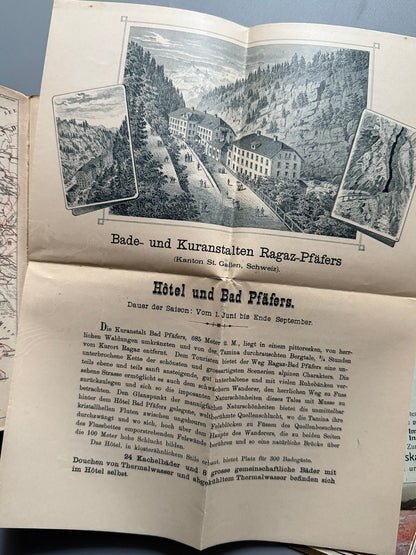 Bade- und Kuranstalten Ragaz-Pfäfers
(Kanton St. Gallen, Schweiz).
Hôtel und Bad Pfäfers.
Dauer der Saison: Vom 1. Juni bis Ende September.
Die Kuranstalt Bad Pfäfers, 685 Meter ü. M., liegt in einem pittoresken, von herr-
lichen Waldungen umkränzten und von der Tamina durchrauschten Bergtale, ³/₄ Stunden
vom Kurort Ragaz entfernt. Dem Touristen bietet der Weg Ragaz-Bad Pfäfers eine un-
unterbrochene Kette der schönsten und grossartigsten Scenerien alpinen Charakters. Die
teils ebene und teils sanft ansteigende, gut unterhaltene und mit vielen Ruhebänken ver-
sehene Strasse ermöglicht es auch dem schwächern Wanderer, den herrlichen Weg zu Fuss
zurückzulegen und sich so die imposanten Naturschönheiten dieses Tales mit Musse zu
betrachten. Den Glanzpunkt der mannigfachen Naturschönheiten bietet die unmittelbar
hinter dem Hôtel Bad Pfäfers gelegene, weltberühmte Quellenschlucht, wo die Tamina ihre
kristallhellen Fluten zwischen ungeheuren Felsblöcken zu Füssen des Quellenbesuchers
durchzwängt und wo sich, hoch über dem Haupte des Wanderers, die zu beiden Seiten
des Flussbettes emporstrebenden Felswände nähern und so eine natürliche Brücke über
die 100 Meter hohe Schlucht bilden.
Das Hôtel, in klosterähnlichem Stile erbaut, bietet Platz für 300 Badegäste.
24 Kachelbäder und 8 grosse gemeinschaftliche Bäder mit
Douchen von Thermalwasser und abgekühltem Thermalwasser befinden sich
im Hôtel selbst.